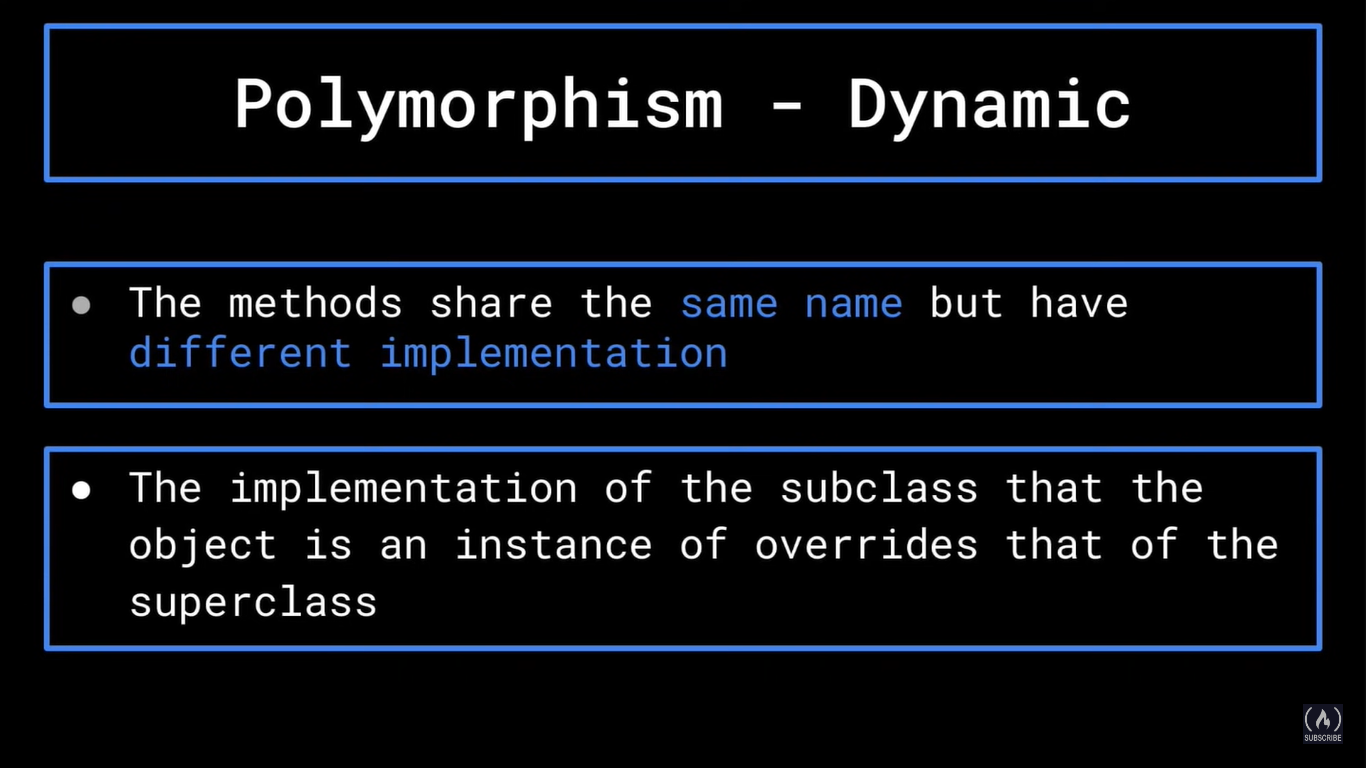 Polymorphism - Dynamic
● The methods share the same name but have
different implementation
● The implementation of the subclass that the
object is an instance of overrides that of the
superclass
SUBSCRIBE